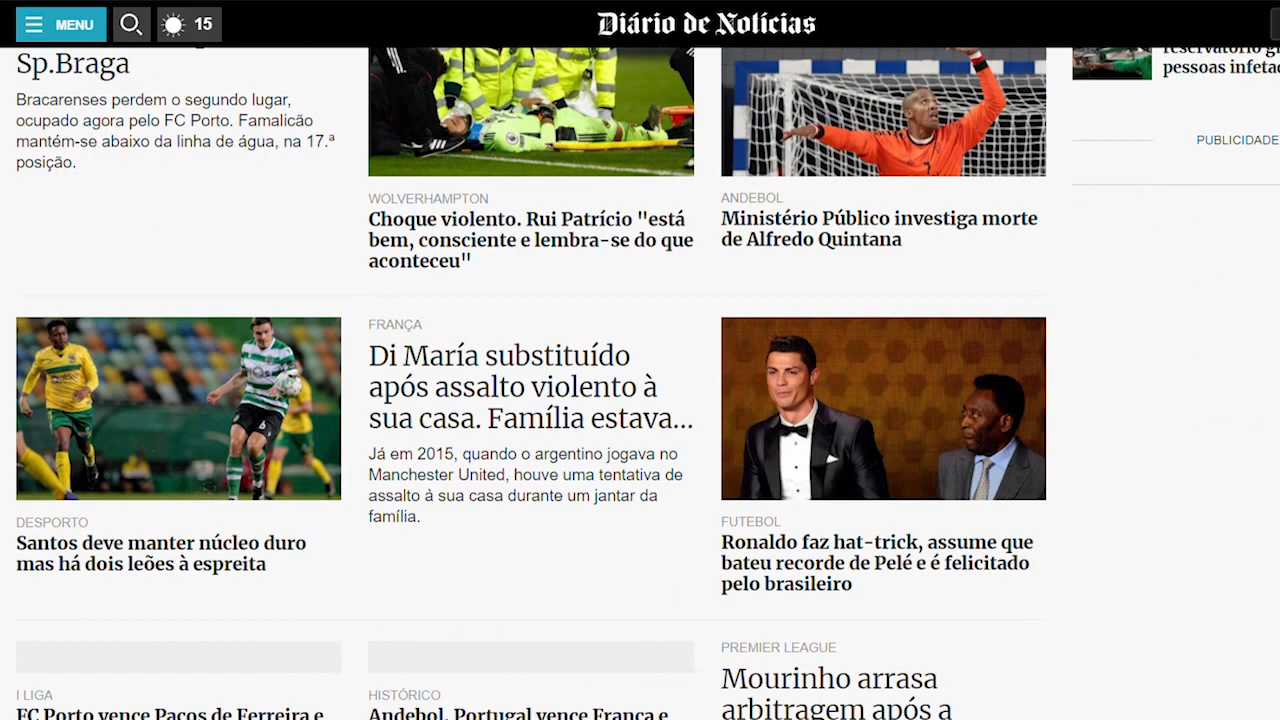 MENU
15
Diário de Notícias
Sp.Braga
Bracarenses perdem o segundo lugar,
ocupado agora pelo FC Porto. Famalicão
mantém-se abaixo da linha de água, na 17.ª
posição.
WOLVERHAMPTON
Choque violento. Rui Patrício "está
bem, consciente e lembra-se do que
aconteceu"
ANDEBOL
Ministério Público investiga morte
de Alfredo Quintana
pessoas infeta
PUBLICIDADE
DESPORTO
Santos deve manter núcleo duro
mas há dois leões à espreita
FRANÇA
Di María substituído
após assalto violento à
sua casa. Família estava...
Já em 2015, quando o argentino jogava no
Manchester United, houve uma tentativa de
assalto à sua casa durante um jantar da
família.
FUTEBOL
Ronaldo faz hat-trick, assume que
bateu recorde de Pelé e é felicitado
pelo brasileiro
I LIGA
FC Porto vence Paços de Ferreira e
HISTÓRICO
Andebol. Portugal vence França e
PREMIER LEAGUE
Mourinho arrasa
arbitragem após a